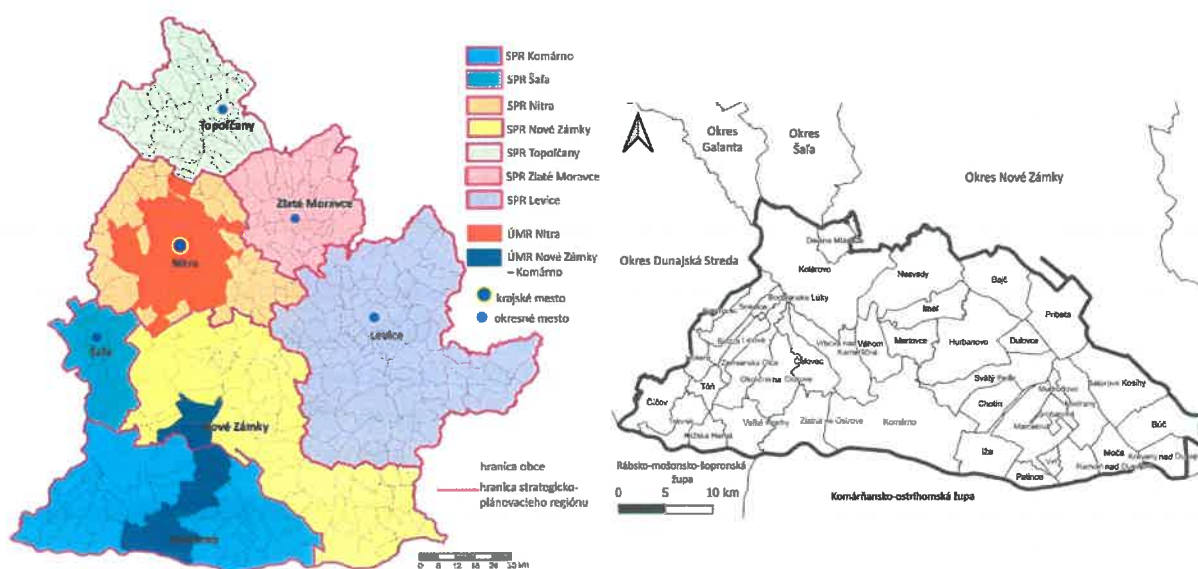 SPR Komárno
SPR Šaľa
SPR Nitra
SPR Nové Zámky
SPR Topoľčany
SPR Zlaté Moravce
SPR Levice
ÚMR Nitra
ÚMR Nové Zámky
– Komárno
krajské mesto
okresné mesto
hranica obce
hranica strategicko-
plánovacieho regiónu
Topoľčany
Zlaté Moravce
Nitra
Levice
Šaľa
Nové Zámky
Okres
Galanta
Okres
Šaľa
Okres Nové Zámky
Okres Dunajská Streda
Kolárovo
Nesvady
Bajč
Imeľ
Pribeta
Lúky
Martovce
Hurbanovo
Dulovce
Čalovec
Zemianska Olča
Tôň
Okoličná na Ostrove
Svätý Peter
Chotín
Číčov
Veľké Kosihy
Zlatná na Ostrove
Komárno
Búč
Iža
Moča
Patince
Rábsko-mošonsko-šopronská
župa
0 5 10 km
Komárňansko-ostrihomská župa